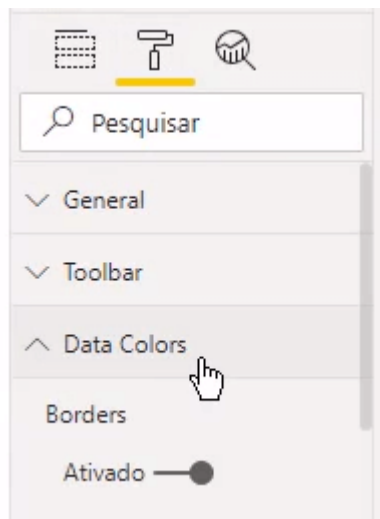 Pesquisar
General
Toolbar
Data Colors
Borders
Ativado